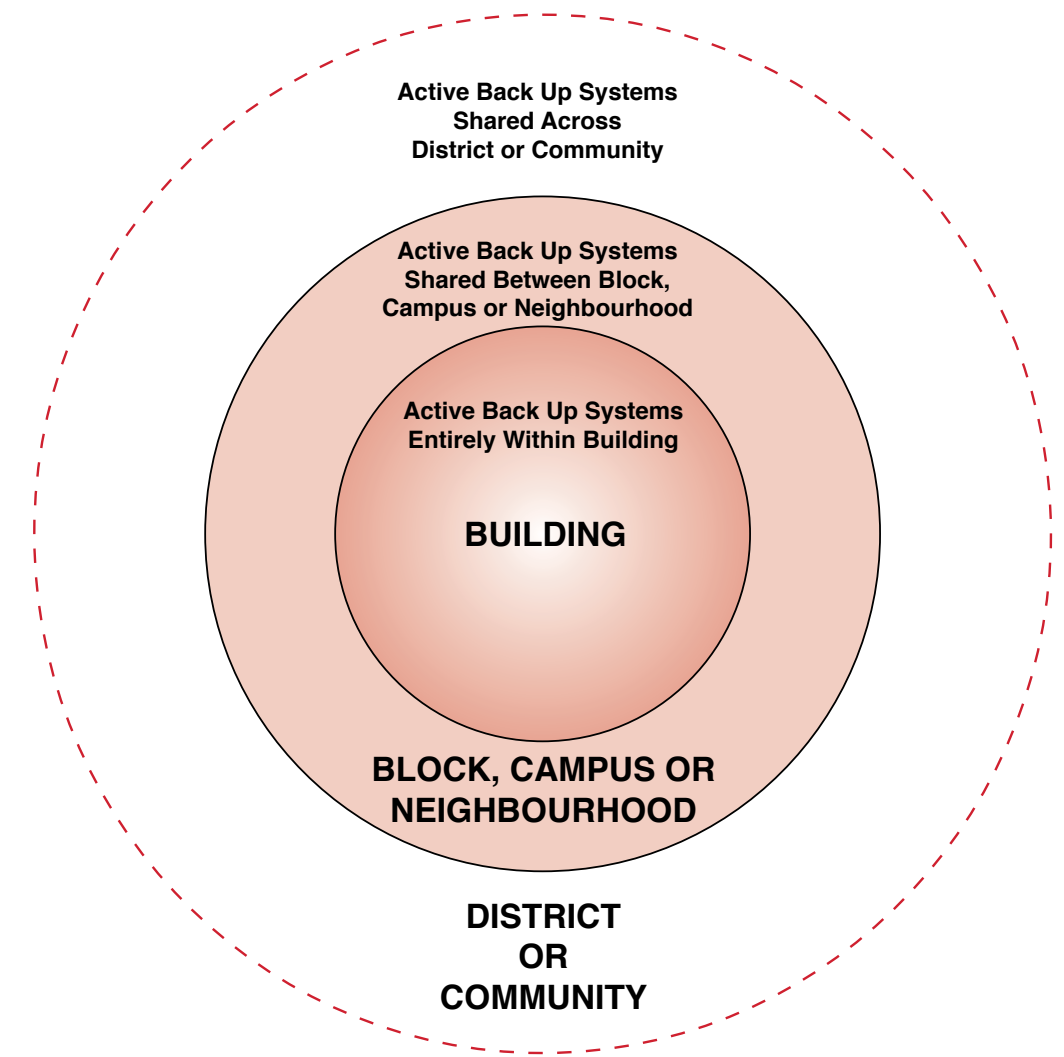 Active Back Up Systems
Shared Across
District or Community
Active Back Up Systems
Shared Between Block,
Campus or Neighbourhood
Active Back Up Systems
Entirely Within Building
BUILDING
BLOCK, CAMPUS OR
NEIGHBOURHOOD
DISTRICT
OR
COMMUNITY